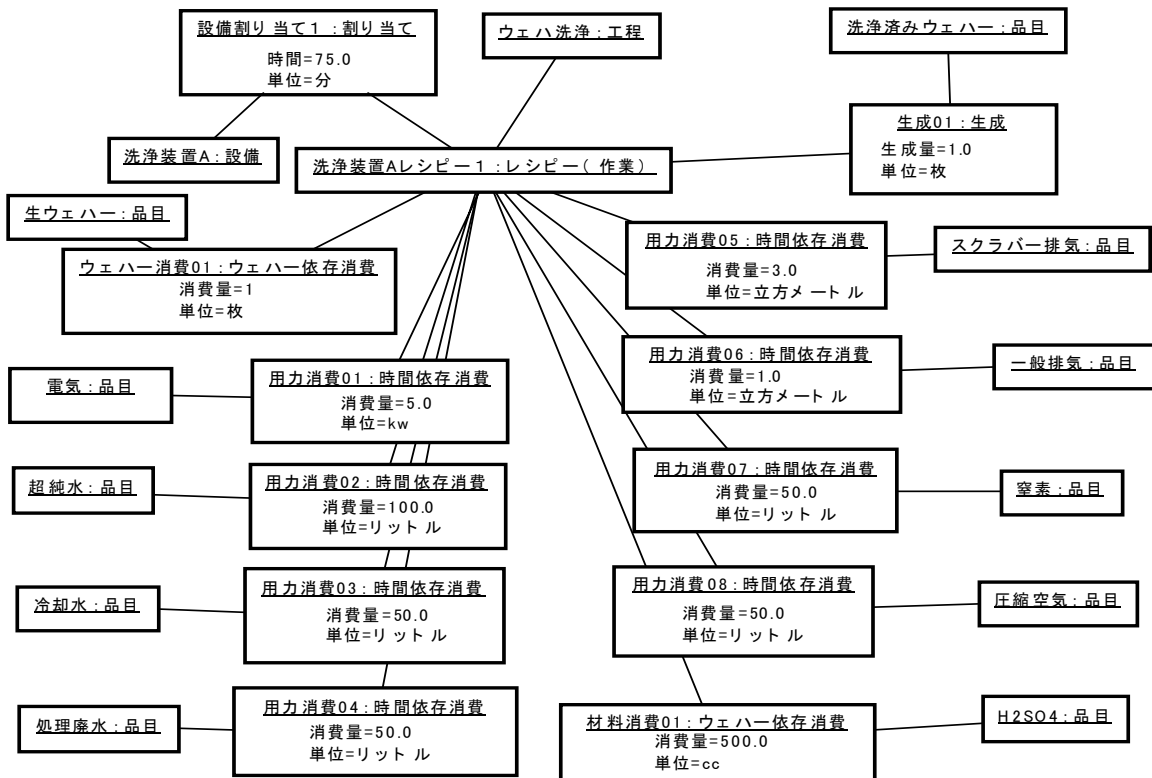 設備割り当て1：割り当て
時間=75.0
単位=分
ウェハ洗浄：工程
洗浄済みウェハー：品目
生成01：生成
生成量=1.0
単位=枚
洗浄装置A：設備
洗浄装置Aレシピー1：レシピー(作業)
生ウェハー：品目
ウェハー消費01：ウェハー依存消費
消費量=1
単位=枚
用力消費05：時間依存消費
消費量=3.0
単位=立方メートル
スクラバー排気：品目
用力消費06：時間依存消費
消費量=1.0
単位=立方メートル
一般排気：品目
電気：品目
用力消費01：時間依存消費
消費量=5.0
単位=kw
用力消費07：時間依存消費
消費量=50.0
単位=リットル
窒素：品目
超純水：品目
用力消費02：時間依存消費
消費量=100.0
単位=リットル
用力消費08：時間依存消費
消費量=50.0
単位=リットル
圧縮空気：品目
冷却水：品目
用力消費03：時間依存消費
消費量=50.0
単位=リットル
処理廃水：品目
用力消費04：時間依存消費
消費量=50.0
単位=リットル
材料消費01：ウェハー依存消費
消費量=500.0
単位=cc
H2SO4：品目